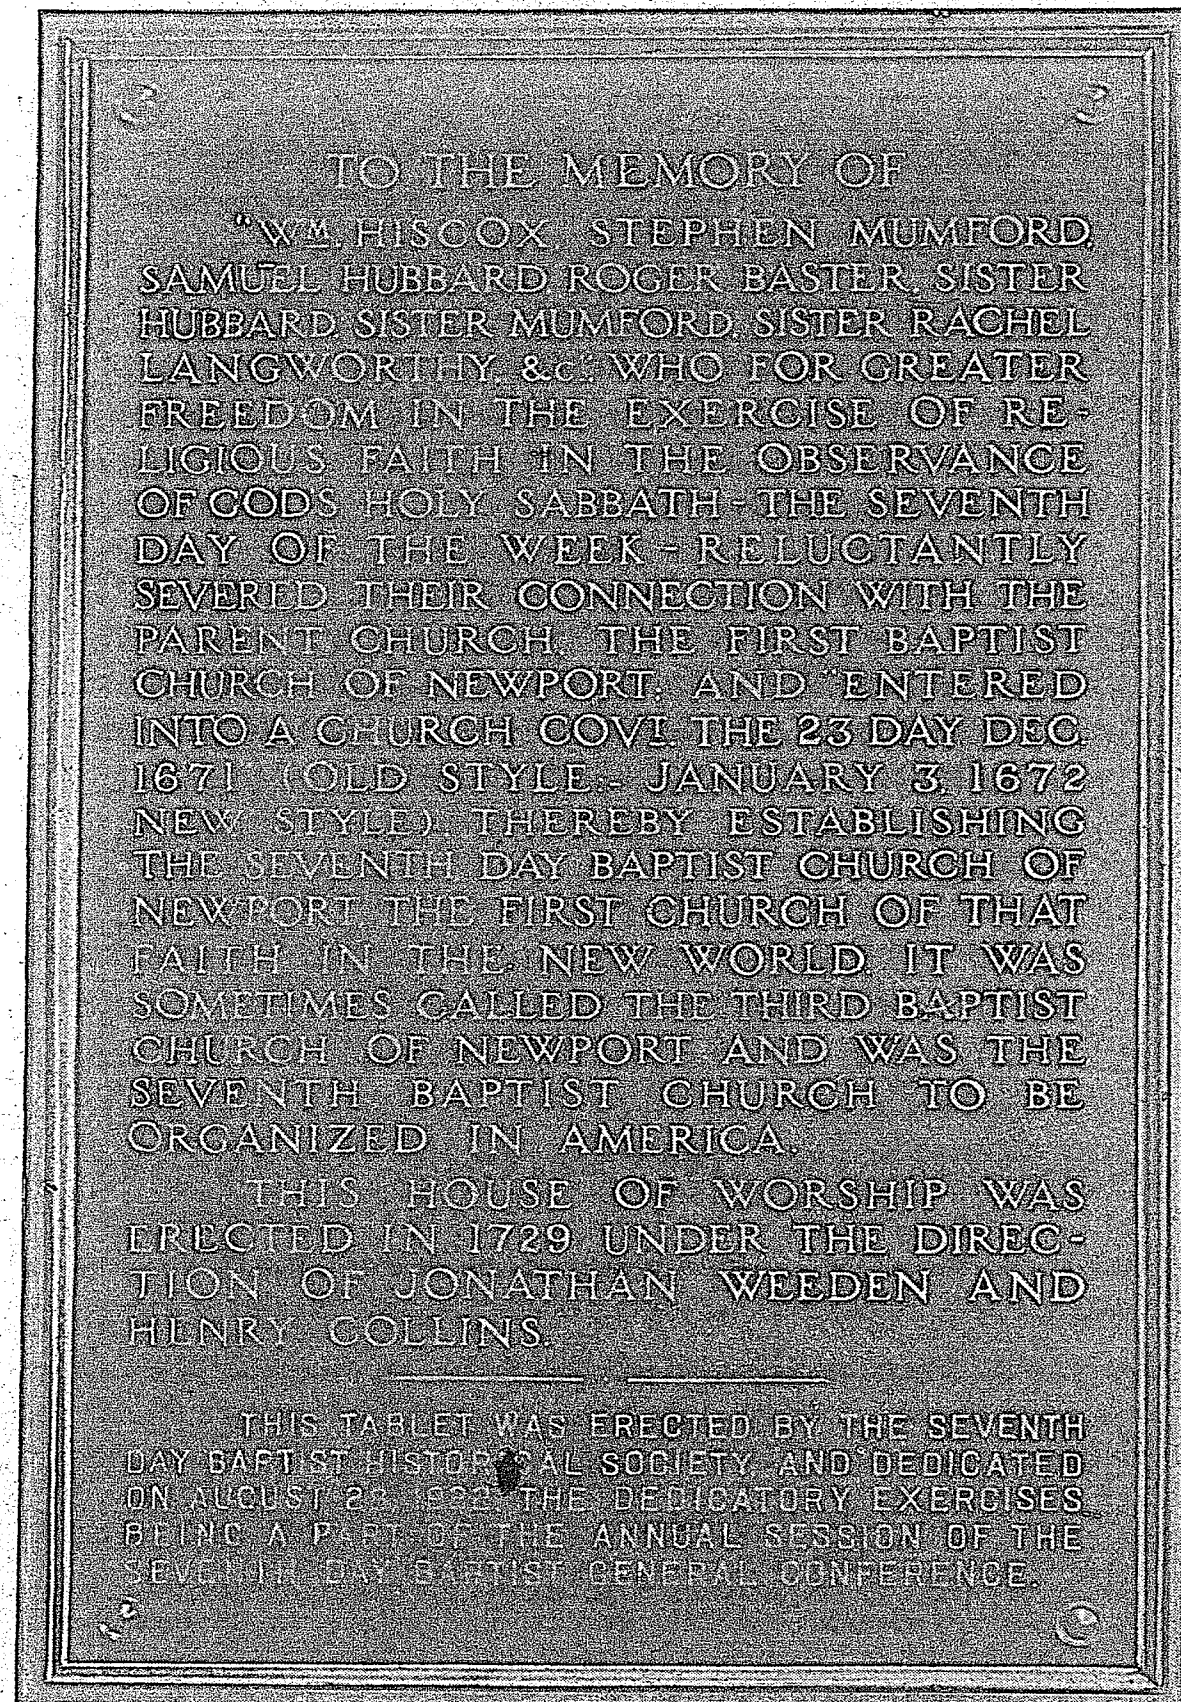 TO THE MEMORY OF
"WM. HISCOX, STEPHEN MUMFORD,
SAMUEL HUBBARD ROGER BASTER, SISTER
HUBBARD, SISTER MUMFORD, SISTER RACHEL
LANGWORTHY, &c." WHO FOR GREATER
FREEDOM IN THE EXERCISE OF RE-
LIGIOUS FAITH IN THE OBSERVANCE
OF GODS HOLY SABBATH - THE SEVENTH
DAY OF THE WEEK - RELUCTANTLY
SEVERED THEIR CONNECTION WITH THE
PARENT CHURCH, THE FIRST BAPTIST
CHURCH OF NEWPORT, AND "ENTERED
INTO A CHURCH COVT. THE 23 DAY DEC.
1671" (OLD STYLE - JANUARY 3, 1672
NEW STYLE), THEREBY ESTABLISHING
THE SEVENTH DAY BAPTIST CHURCH OF
NEWPORT THE FIRST CHURCH OF THAT
FAITH IN THE NEW WORLD. IT WAS
SOMETIMES CALLED THE THIRD BAPTIST
CHURCH OF NEWPORT AND WAS THE
SEVENTH BAPTIST CHURCH TO BE
ORGANIZED IN AMERICA.
THIS HOUSE OF WORSHIP WAS
ERECTED IN 1729 UNDER THE DIREC-
TION OF JONATHAN WEEDEN AND
HENRY COLLINS.
THIS TABLET WAS ERECTED BY THE SEVENTH
DAY BAPTIST HISTORICAL SOCIETY, AND DEDICATED
ON AUGUST THE DEDICATORY EXERCISES
BEING A PART OF THE ANNUAL SESSION OF THE
SEVENTH DAY BAPTIST GENERAL CONFERENCE.